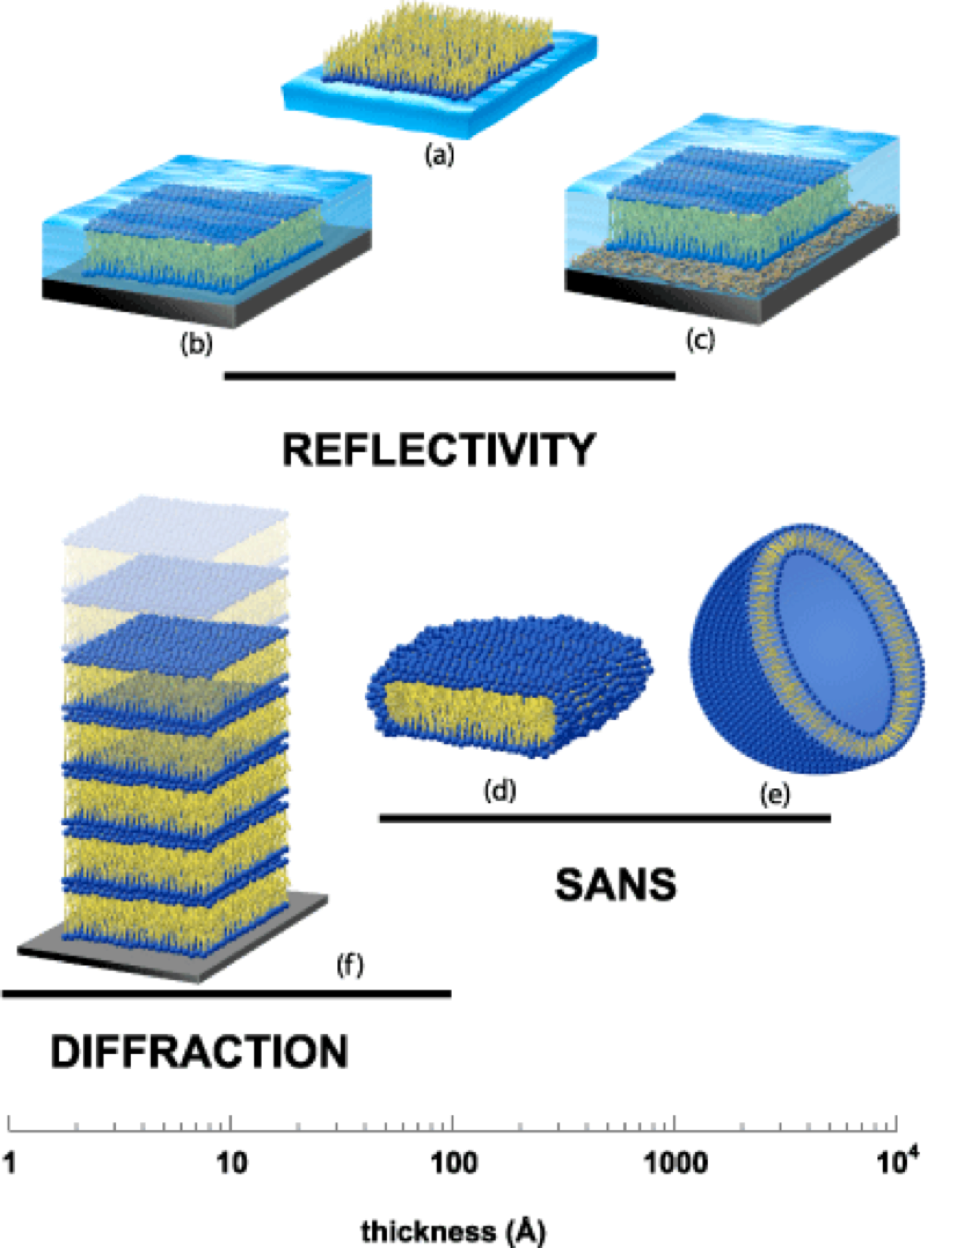 (a)
(b)
(c)
REFLECTIVITY
(d)
(e)
SANS
(f)
DIFFRACTION
1 10 100 1000 10⁴
thickness (Å)